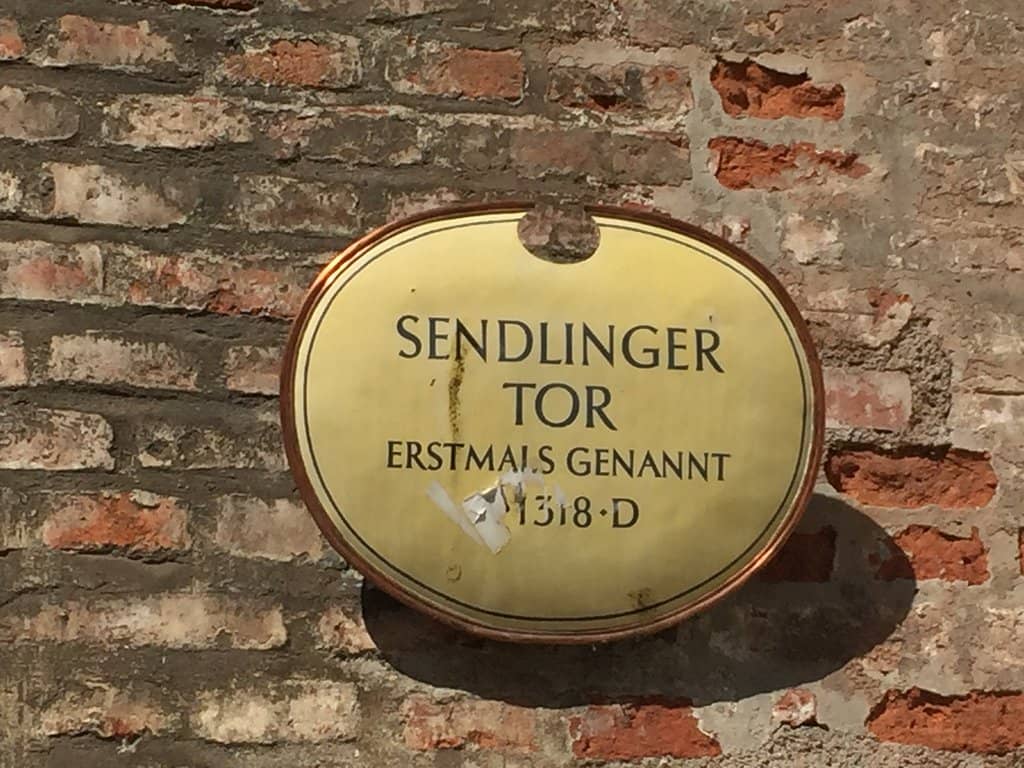 SENDLINGER
TOR
ERSTMALS GENANNT
1318·D